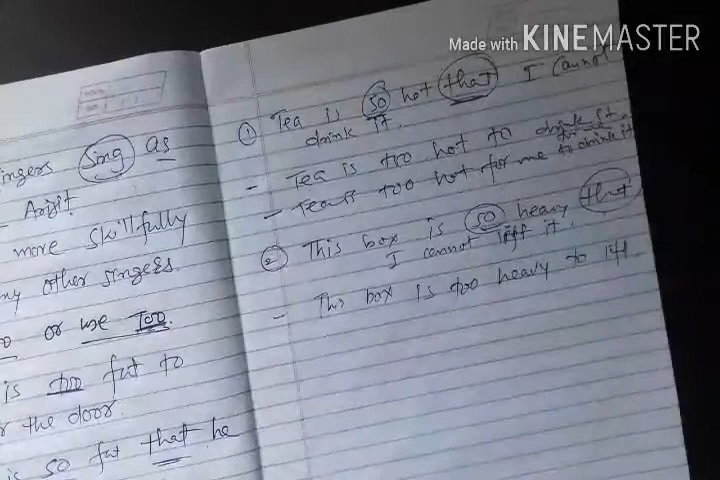 Made with KINEMASTER
ingers sing as
- Arijit
more skillfully
ny other singers.
or use Too.
is too fat to
the door.
is so fat that he
① Tea is so hot that I cannot
drink it.
- Tea is too hot to drink it.
- Tea is too hot for me to drink it
② This box is so heavy that
I cannot lift it.
- This box is too heavy to lift